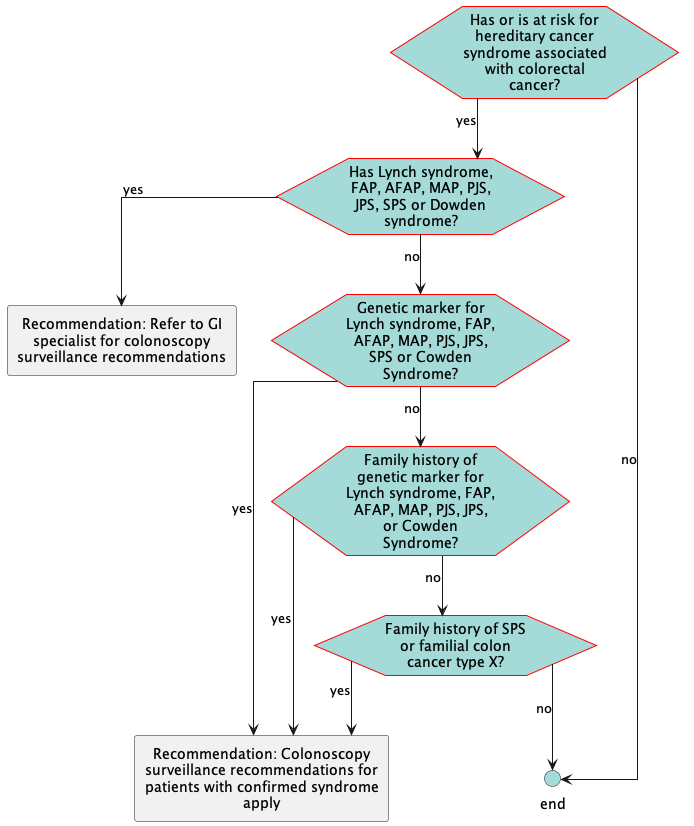 Has or is at risk for
hereditary cancer
syndrome associated
with colorectal
cancer?
yes
Has Lynch syndrome,
FAP, AFAP, MAP, PJS,
JPS, SPS or Dowden
syndrome?
yes
no
Recommendation: Refer to GI
specialist for colonoscopy
surveillance recommendations
Genetic marker for
Lynch syndrome, FAP,
AFAP, MAP, PJS, JPS,
SPS or Cowden
Syndrome?
no
no
Family history of
genetic marker for
Lynch syndrome, FAP,
AFAP, MAP, PJS, JPS,
or Cowden
Syndrome?
yes
no
yes
Family history of SPS
or familial colon
cancer type X?
yes
no
Recommendation: Colonoscopy
surveillance recommendations for
patients with confirmed syndrome
apply
end